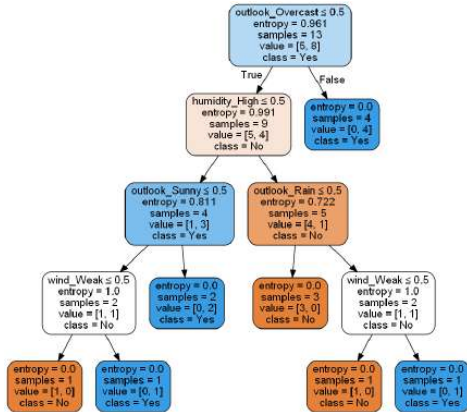 outlook_Overcast ≤ 0.5
entropy = 0.961
samples = 13
value = [5, 8]
class = Yes
True
False
humidity_High ≤ 0.5
entropy = 0.991
samples = 9
value = [5, 4]
class = No
entropy = 0.0
samples = 4
value = [0, 4]
class = Yes
outlook_Sunny ≤ 0.5
entropy = 0.811
samples = 4
value = [1, 3]
class = Yes
outlook_Rain ≤ 0.5
entropy = 0.722
samples = 5
value = [4, 1]
class = No
wind_Weak ≤ 0.5
entropy = 1.0
samples = 2
value = [1, 1]
class = No
entropy = 0.0
samples = 2
value = [0, 2]
class = Yes
entropy = 0.0
samples = 3
value = [3, 0]
class = No
wind_Weak ≤ 0.5
entropy = 1.0
samples = 2
value = [1, 1]
class = No
entropy = 0.0
samples = 1
value = [1, 0]
class = No
entropy = 0.0
samples = 1
value = [0, 1]
class = Yes
entropy = 0.0
samples = 1
value = [1, 0]
class = No
entropy = 0.0
samples = 1
value = [0, 1]
class = Yes